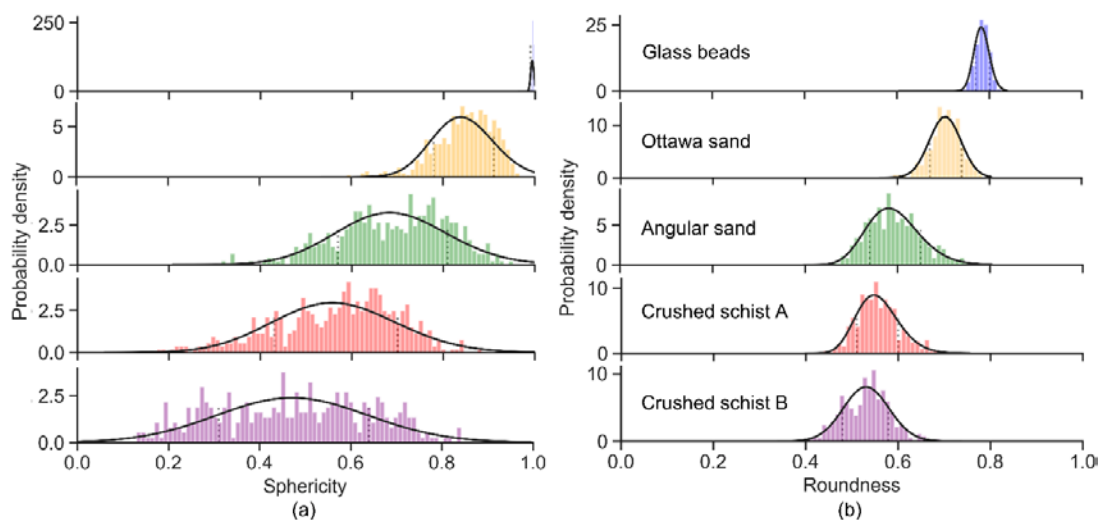 250
0
5
0
2.5
0.0
2.5
0.0
2.5
0.0
Probability density
0.0 0.2 0.4 0.6 0.8 1.0
Sphericity
(a)
25
0
Glass beads
10
0
Ottawa sand
5
0
Angular sand
10
0
Crushed schist A
10
0
Crushed schist B
Probability density
0.0 0.2 0.4 0.6 0.8 1.0
Roundness
(b)